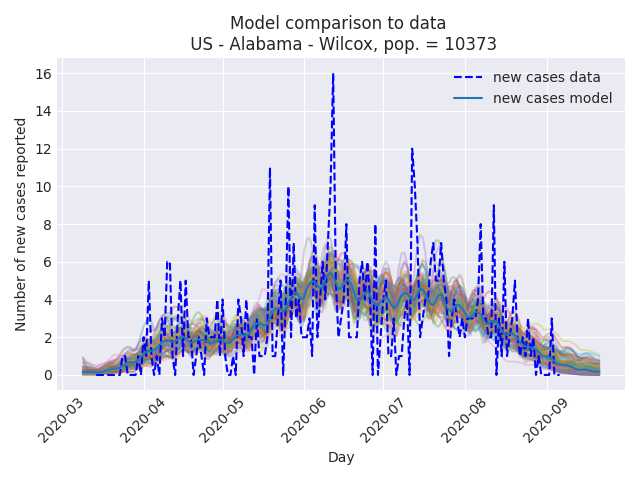 Model comparison to data
US - Alabama - Wilcox, pop. = 10373
new cases data
new cases model
Number of new cases reported
16
14
12
10
8
6
4
2
0
2020-03
2020-04
2020-05
2020-06
2020-07
2020-08
2020-09
Day